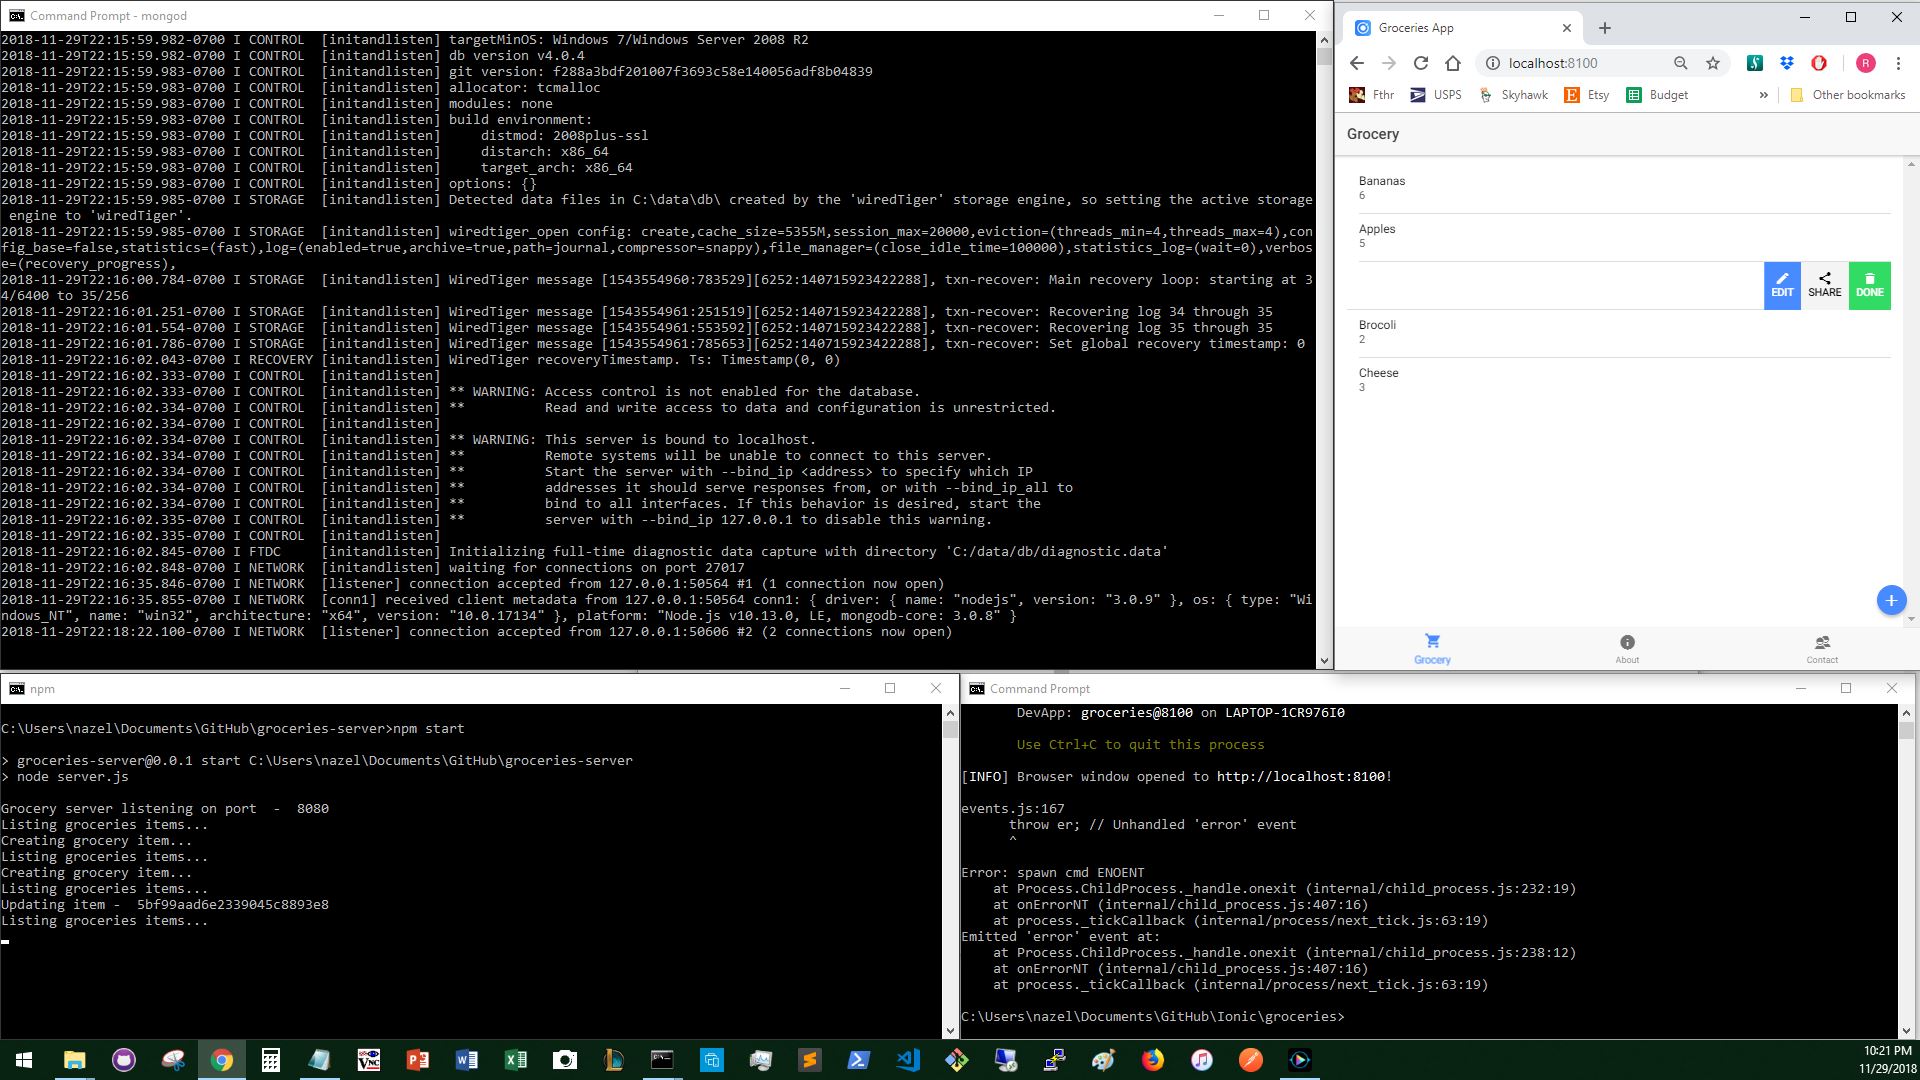 Command Prompt - mongod
2018-11-29T22:15:59.982-0700 I CONTROL  [initandlisten] targetMinOS: Windows 7/Windows Server 2008 R2
2018-11-29T22:15:59.982-0700 I CONTROL  [initandlisten] db version v4.0.4
2018-11-29T22:15:59.983-0700 I CONTROL  [initandlisten] git version: f288a3bdf201007f3693c58e140056adf8b04839
2018-11-29T22:15:59.983-0700 I CONTROL  [initandlisten] allocator: tcmalloc
2018-11-29T22:15:59.983-0700 I CONTROL  [initandlisten] modules: none
2018-11-29T22:15:59.983-0700 I CONTROL  [initandlisten] build environment:
2018-11-29T22:15:59.983-0700 I CONTROL  [initandlisten]     distmod: 2008plus-ssl
2018-11-29T22:15:59.983-0700 I CONTROL  [initandlisten]     distarch: x86_64
2018-11-29T22:15:59.983-0700 I CONTROL  [initandlisten]     target_arch: x86_64
2018-11-29T22:15:59.983-0700 I CONTROL  [initandlisten] options: {}
2018-11-29T22:15:59.985-0700 I STORAGE  [initandlisten] Detected data files in C:\data\db\ created by the 'wiredTiger' storage engine, so setting the active storage
 engine to 'wiredTiger'.
2018-11-29T22:15:59.985-0700 I STORAGE  [initandlisten] wiredtiger_open config: create,cache_size=5355M,session_max=20000,eviction=(threads_min=4,threads_max=4),con
fig_base=false,statistics=(fast),log=(enabled=true,archive=true,path=journal,compressor=snappy),file_manager=(close_idle_time=100000),statistics_log=(wait=0),verbos
e=(recovery_progress),
2018-11-29T22:16:00.784-0700 I STORAGE  [initandlisten] WiredTiger message [1543554960:783529][6252:140715923422288], txn-recover: Main recovery loop: starting at 3
4/6400 to 35/256
2018-11-29T22:16:01.251-0700 I STORAGE  [initandlisten] WiredTiger message [1543554961:251519][6252:140715923422288], txn-recover: Recovering log 34 through 35
2018-11-29T22:16:01.554-0700 I STORAGE  [initandlisten] WiredTiger message [1543554961:553592][6252:140715923422288], txn-recover: Recovering log 35 through 35
2018-11-29T22:16:01.786-0700 I STORAGE  [initandlisten] WiredTiger message [1543554961:785653][6252:140715923422288], txn-recover: Set global recovery timestamp: 0
2018-11-29T22:16:02.043-0700 I RECOVERY [initandlisten] WiredTiger recoveryTimestamp. Ts: Timestamp(0, 0)
2018-11-29T22:16:02.333-0700 I CONTROL  [initandlisten]
2018-11-29T22:16:02.333-0700 I CONTROL  [initandlisten] ** WARNING: Access control is not enabled for the database.
2018-11-29T22:16:02.334-0700 I CONTROL  [initandlisten] **          Read and write access to data and configuration is unrestricted.
2018-11-29T22:16:02.334-0700 I CONTROL  [initandlisten]
2018-11-29T22:16:02.334-0700 I CONTROL  [initandlisten] ** WARNING: This server is bound to localhost.
2018-11-29T22:16:02.334-0700 I CONTROL  [initandlisten] **          Remote systems will be unable to connect to this server.
2018-11-29T22:16:02.334-0700 I CONTROL  [initandlisten] **          Start the server with --bind_ip <address> to specify which IP
2018-11-29T22:16:02.334-0700 I CONTROL  [initandlisten] **          addresses it should serve responses from, or with --bind_ip_all to
2018-11-29T22:16:02.335-0700 I CONTROL  [initandlisten] **          bind to all interfaces. If this behavior is desired, start the
2018-11-29T22:16:02.335-0700 I CONTROL  [initandlisten] **          server with --bind_ip 127.0.0.1 to disable this warning.
2018-11-29T22:16:02.335-0700 I CONTROL  [initandlisten]
2018-11-29T22:16:02.845-0700 I FTDC     [initandlisten] Initializing full-time diagnostic data capture with directory 'C:/data/db/diagnostic.data'
2018-11-29T22:16:02.848-0700 I NETWORK  [initandlisten] waiting for connections on port 27017
2018-11-29T22:16:35.846-0700 I NETWORK  [listener] connection accepted from 127.0.0.1:50564 #1 (1 connection now open)
2018-11-29T22:16:35.855-0700 I NETWORK  [conn1] received client metadata from 127.0.0.1:50564 conn1: { driver: { name: "nodejs", version: "3.0.9" }, os: { type: "Wi
ndows_NT", name: "win32", architecture: "x64", version: "10.0.17134" }, platform: "Node.js v10.13.0, LE, mongodb-core: 3.0.8" }
2018-11-29T22:18:22.100-0700 I NETWORK  [listener] connection accepted from 127.0.0.1:50606 #2 (2 connections now open)
Groceries App
localhost:8100
R
Fthr
USPS
Skyhawk
Etsy
Budget
»
Other bookmarks
Grocery
Bananas
6
Apples
5
EDIT
SHARE
DONE
Brocoli
2
Cheese
3
Grocery
About
Contact
npm
C:\Users\nazel\Documents\GitHub\groceries-server>npm start
> groceries-server@0.0.1 start C:\Users\nazel\Documents\GitHub\groceries-server
> node server.js
Grocery server listening on port  -  8080
Listing groceries items...
Creating grocery item...
Listing groceries items...
Creating grocery item...
Listing groceries items...
Updating item -  5bf99aad6e2339045c8893e8
Listing groceries items...
Command Prompt
DevApp: groceries@8100 on LAPTOP-1CR976I0
Use Ctrl+C to quit this process
[INFO] Browser window opened to http://localhost:8100!
events.js:167
      throw er; // Unhandled 'error' event
      ^
Error: spawn cmd ENOENT
    at Process.ChildProcess._handle.onexit (internal/child_process.js:232:19)
    at onErrorNT (internal/child_process.js:407:16)
    at process._tickCallback (internal/process/next_tick.js:63:19)
Emitted 'error' event at:
    at Process.ChildProcess._handle.onexit (internal/child_process.js:238:12)
    at onErrorNT (internal/child_process.js:407:16)
    at process._tickCallback (internal/process/next_tick.js:63:19)
C:\Users\nazel\Documents\GitHub\Ionic\groceries>
10:21 PM
11/29/2018